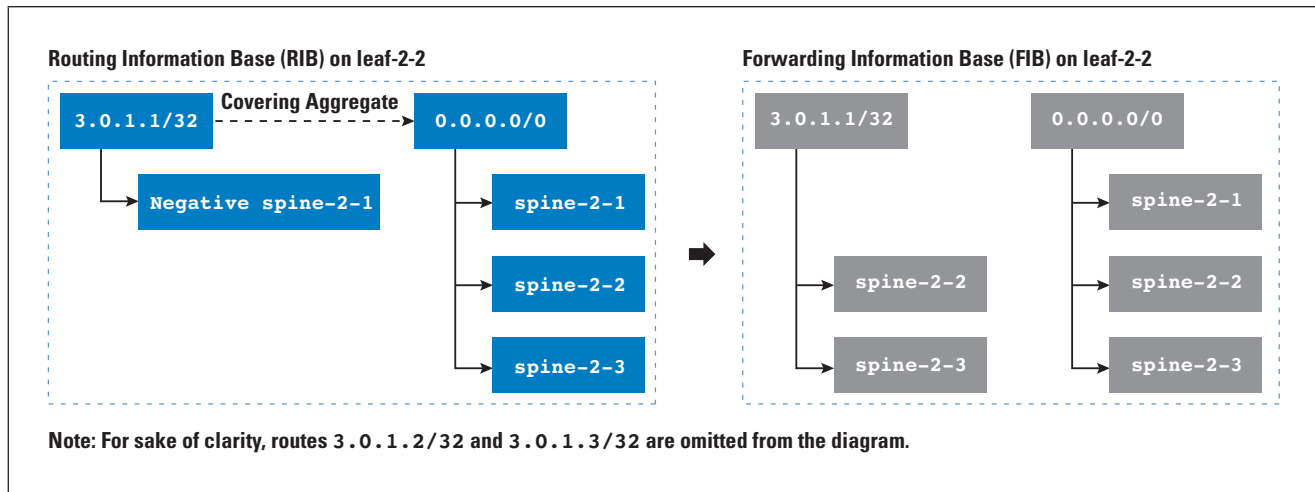 Routing Information Base (RIB) on leaf-2-2
3.0.1.1/32
Covering Aggregate
0.0.0.0/0
Negative spine-2-1
spine-2-1
spine-2-2
spine-2-3
Forwarding Information Base (FIB) on leaf-2-2
3.0.1.1/32
spine-2-2
spine-2-3
0.0.0.0/0
spine-2-1
spine-2-2
spine-2-3
Note: For sake of clarity, routes 3.0.1.2/32 and 3.0.1.3/32 are omitted from the diagram.